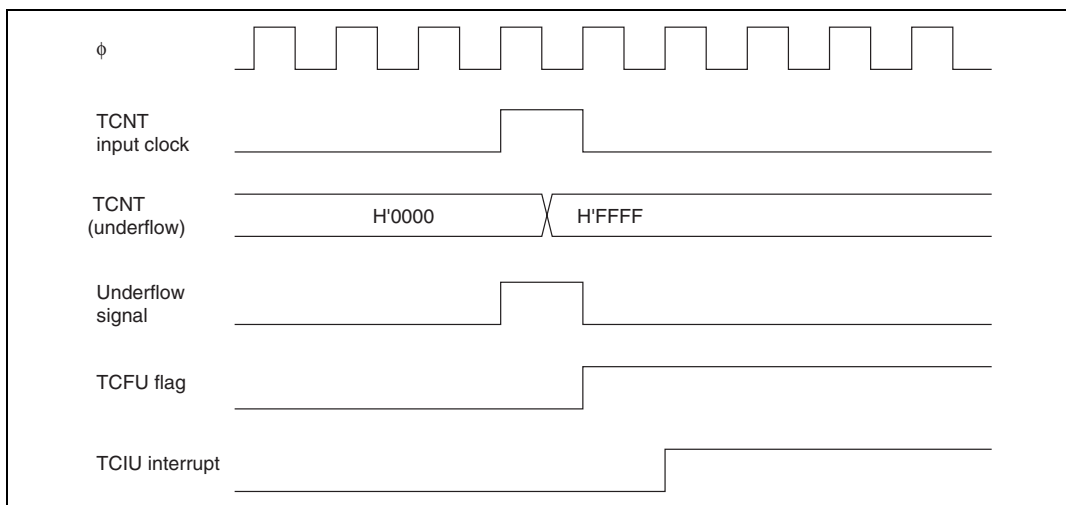 ϕ
TCNT
input clock
TCNT
(underflow)
H'0000
H'FFFF
Underflow
signal
TCFU flag
TCIU interrupt